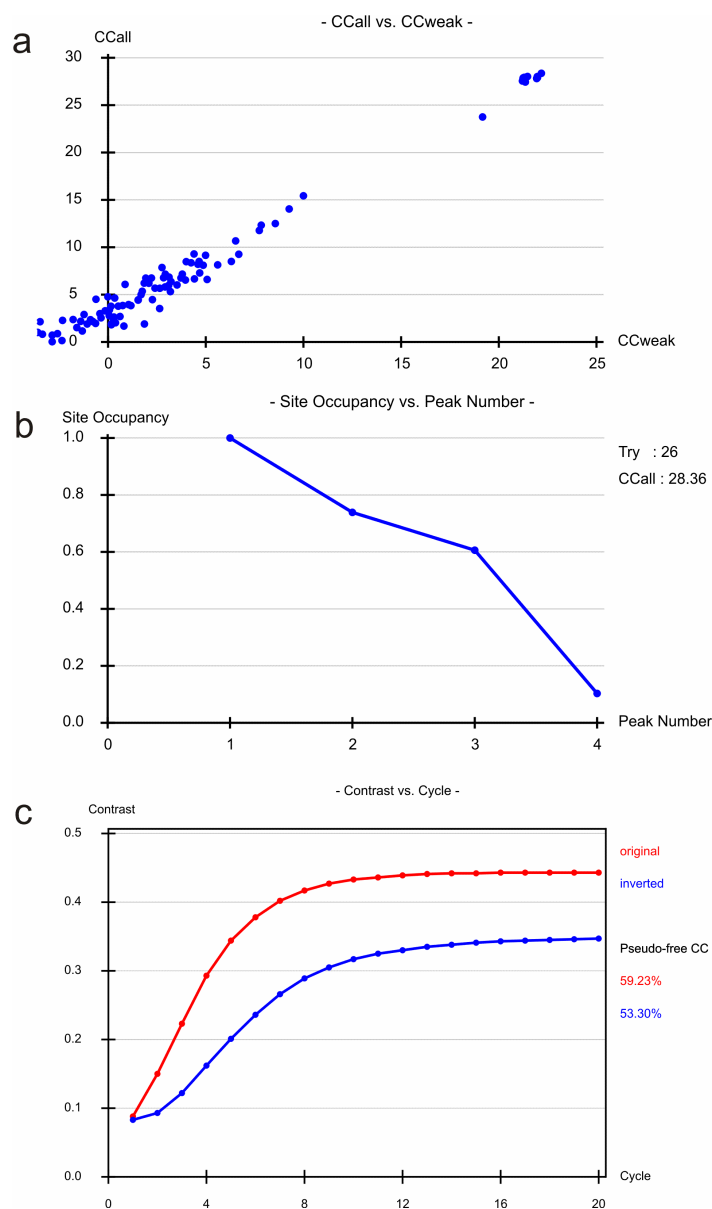 a
- CCall vs. CCweak -
CCall
30
25
20
15
10
5
0
0 5 10 15 20 25
CCweak
b
- Site Occupancy vs. Peak Number -
Site Occupancy
1.0
0.8
0.6
0.4
0.2
0.0
0 1 2 3 4
Peak Number
Try : 26
CCall : 28.36
c
- Contrast vs. Cycle -
Contrast
0.5
0.4
0.3
0.2
0.1
0.0
0 4 8 12 16 20
Cycle
original
inverted
Pseudo-free CC
59.23%
53.30%